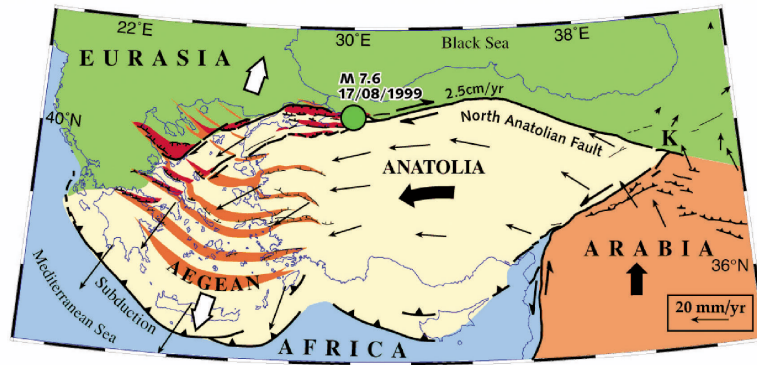 22°E
30°E
38°E
Black Sea
EURASIA
M 7.6
17/08/1999
2.5cm/yr
40°N
North Anatolian Fault
K
ANATOLIA
AEGEAN
ARABIA
36°N
Mediterranean Sea
Subduction
AFRICA
20 mm/yr